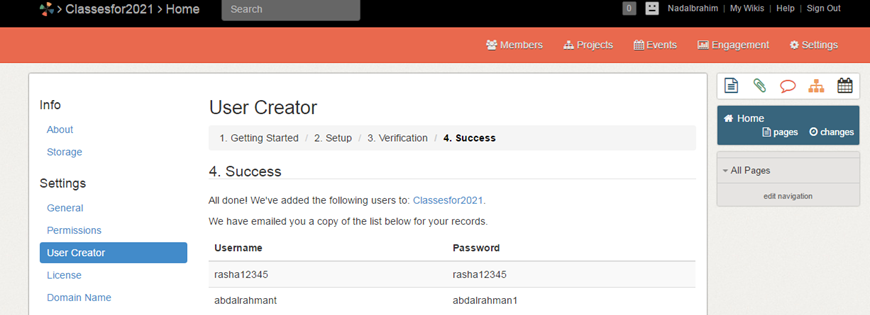 Classesfor2021 › Home Search 0 NadaIbrahim | My Wikis | Help | Sign Out
Members Projects Events Engagement Settings
Info
About
Storage
Settings
General
Permissions
User Creator
License
Domain Name
User Creator
1. Getting Started / 2. Setup / 3. Verification / 4. Success
4. Success
All done! We've added the following users to: Classesfor2021.
We have emailed you a copy of the list below for your records.
Username Password
rasha12345 rasha12345
abdalrahmant abdalrahman1
Home
pages changes
All Pages
edit navigation